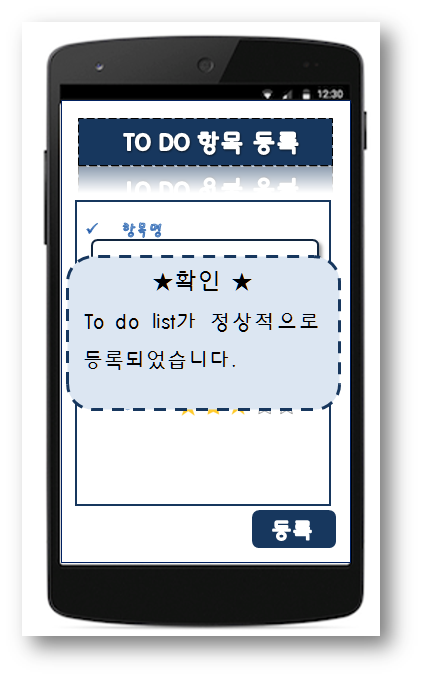 12:30
TO DO 항목 등록
✓ 항목명
★확인 ★
To do list가 정상적으로
등록되었습니다.
등록